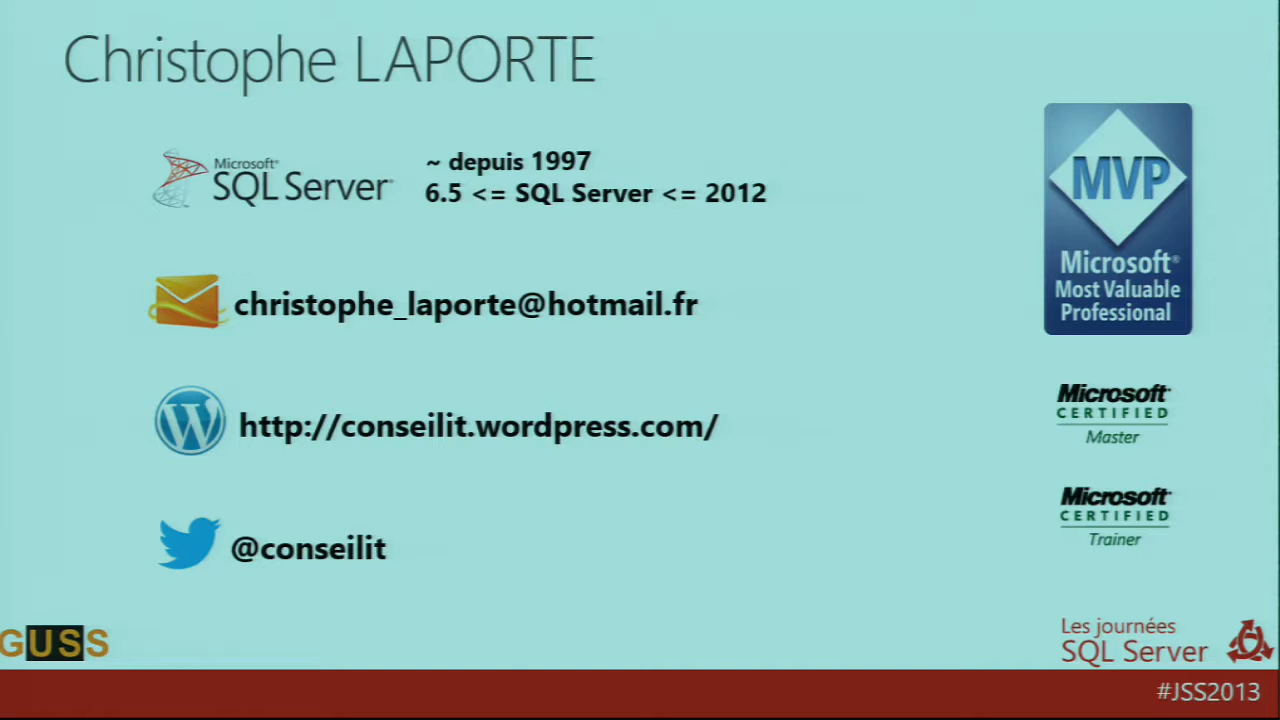 Christophe LAPORTE
Microsoft®
SQL Server®
~ depuis 1997
6.5 <= SQL Server <= 2012
MVP
Microsoft®
Most Valuable
Professional
christophe_laporte@hotmail.fr
http://conseilit.wordpress.com/
Microsoft®
CERTIFIED
Master
Microsoft®
CERTIFIED
Trainer
@conseilit
GUSS
Les journées
SQL Server
#JSS2013